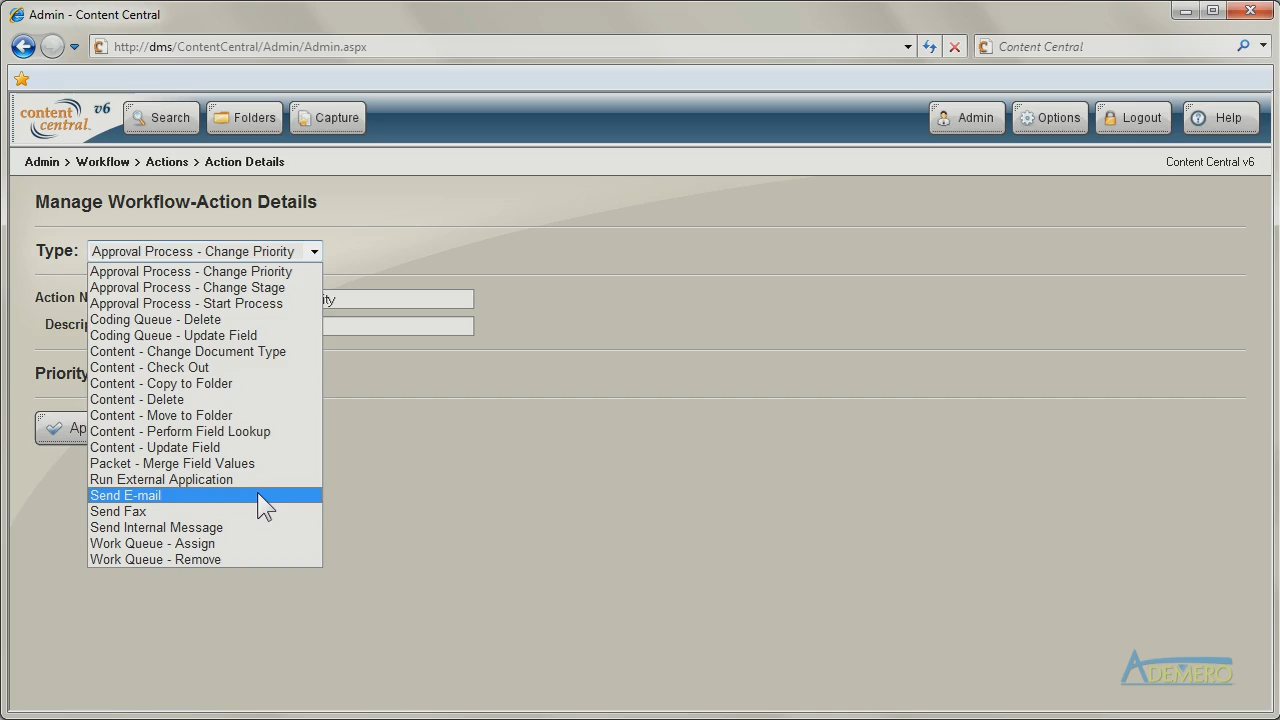 Admin - Content Central
http://dms/ContentCentral/Admin/Admin.aspx
Content Central
content central v6
Search
Folders
Capture
Admin
Options
Logout
Help
Admin > Workflow > Actions > Action Details
Content Central v6
Manage Workflow-Action Details
Type: Approval Process - Change Priority
Approval Process - Change Priority
Approval Process - Change Stage
Approval Process - Start Process
Coding Queue - Delete
Coding Queue - Update Field
Content - Change Document Type
Content - Check Out
Content - Copy to Folder
Content - Delete
Content - Move to Folder
Content - Perform Field Lookup
Content - Update Field
Packet - Merge Field Values
Run External Application
Send E-mail
Send Fax
Send Internal Message
Work Queue - Assign
Work Queue - Remove
Action N
ity
Descrip
Priority
Ap
ADEMERO